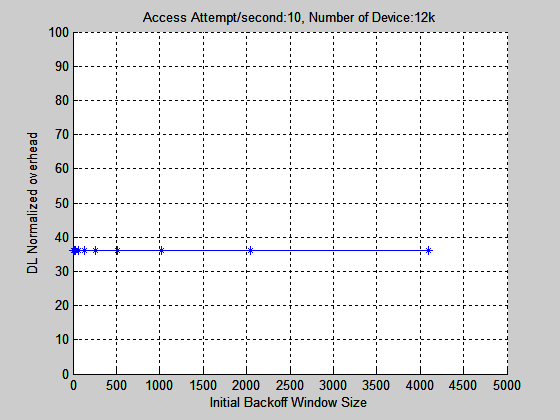 Access Attempt/second:10, Number of Device:12k
100
90
80
70
60
50
40
30
20
10
0
DL Normalized overhead
0 500 1000 1500 2000 2500 3000 3500 4000 4500 5000
Initial Backoff Window Size